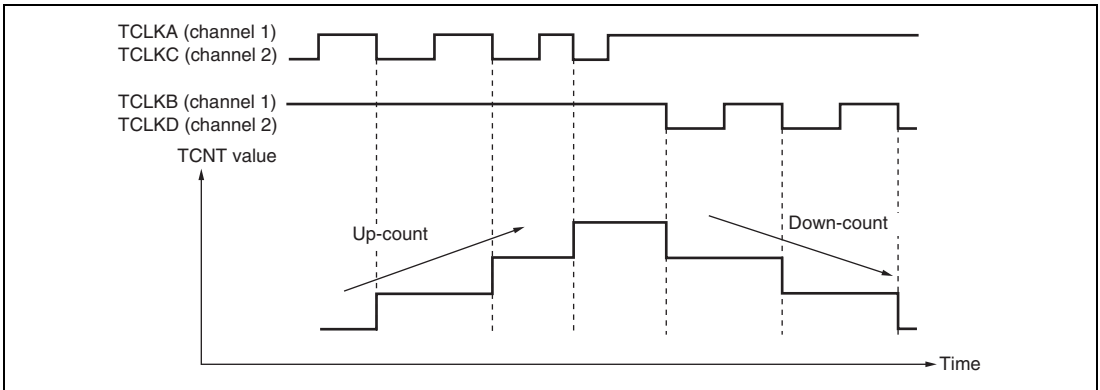 TCLKA (channel 1)
TCLKC (channel 2)
TCLKB (channel 1)
TCLKD (channel 2)
TCNT value
Up-count
Down-count
Time